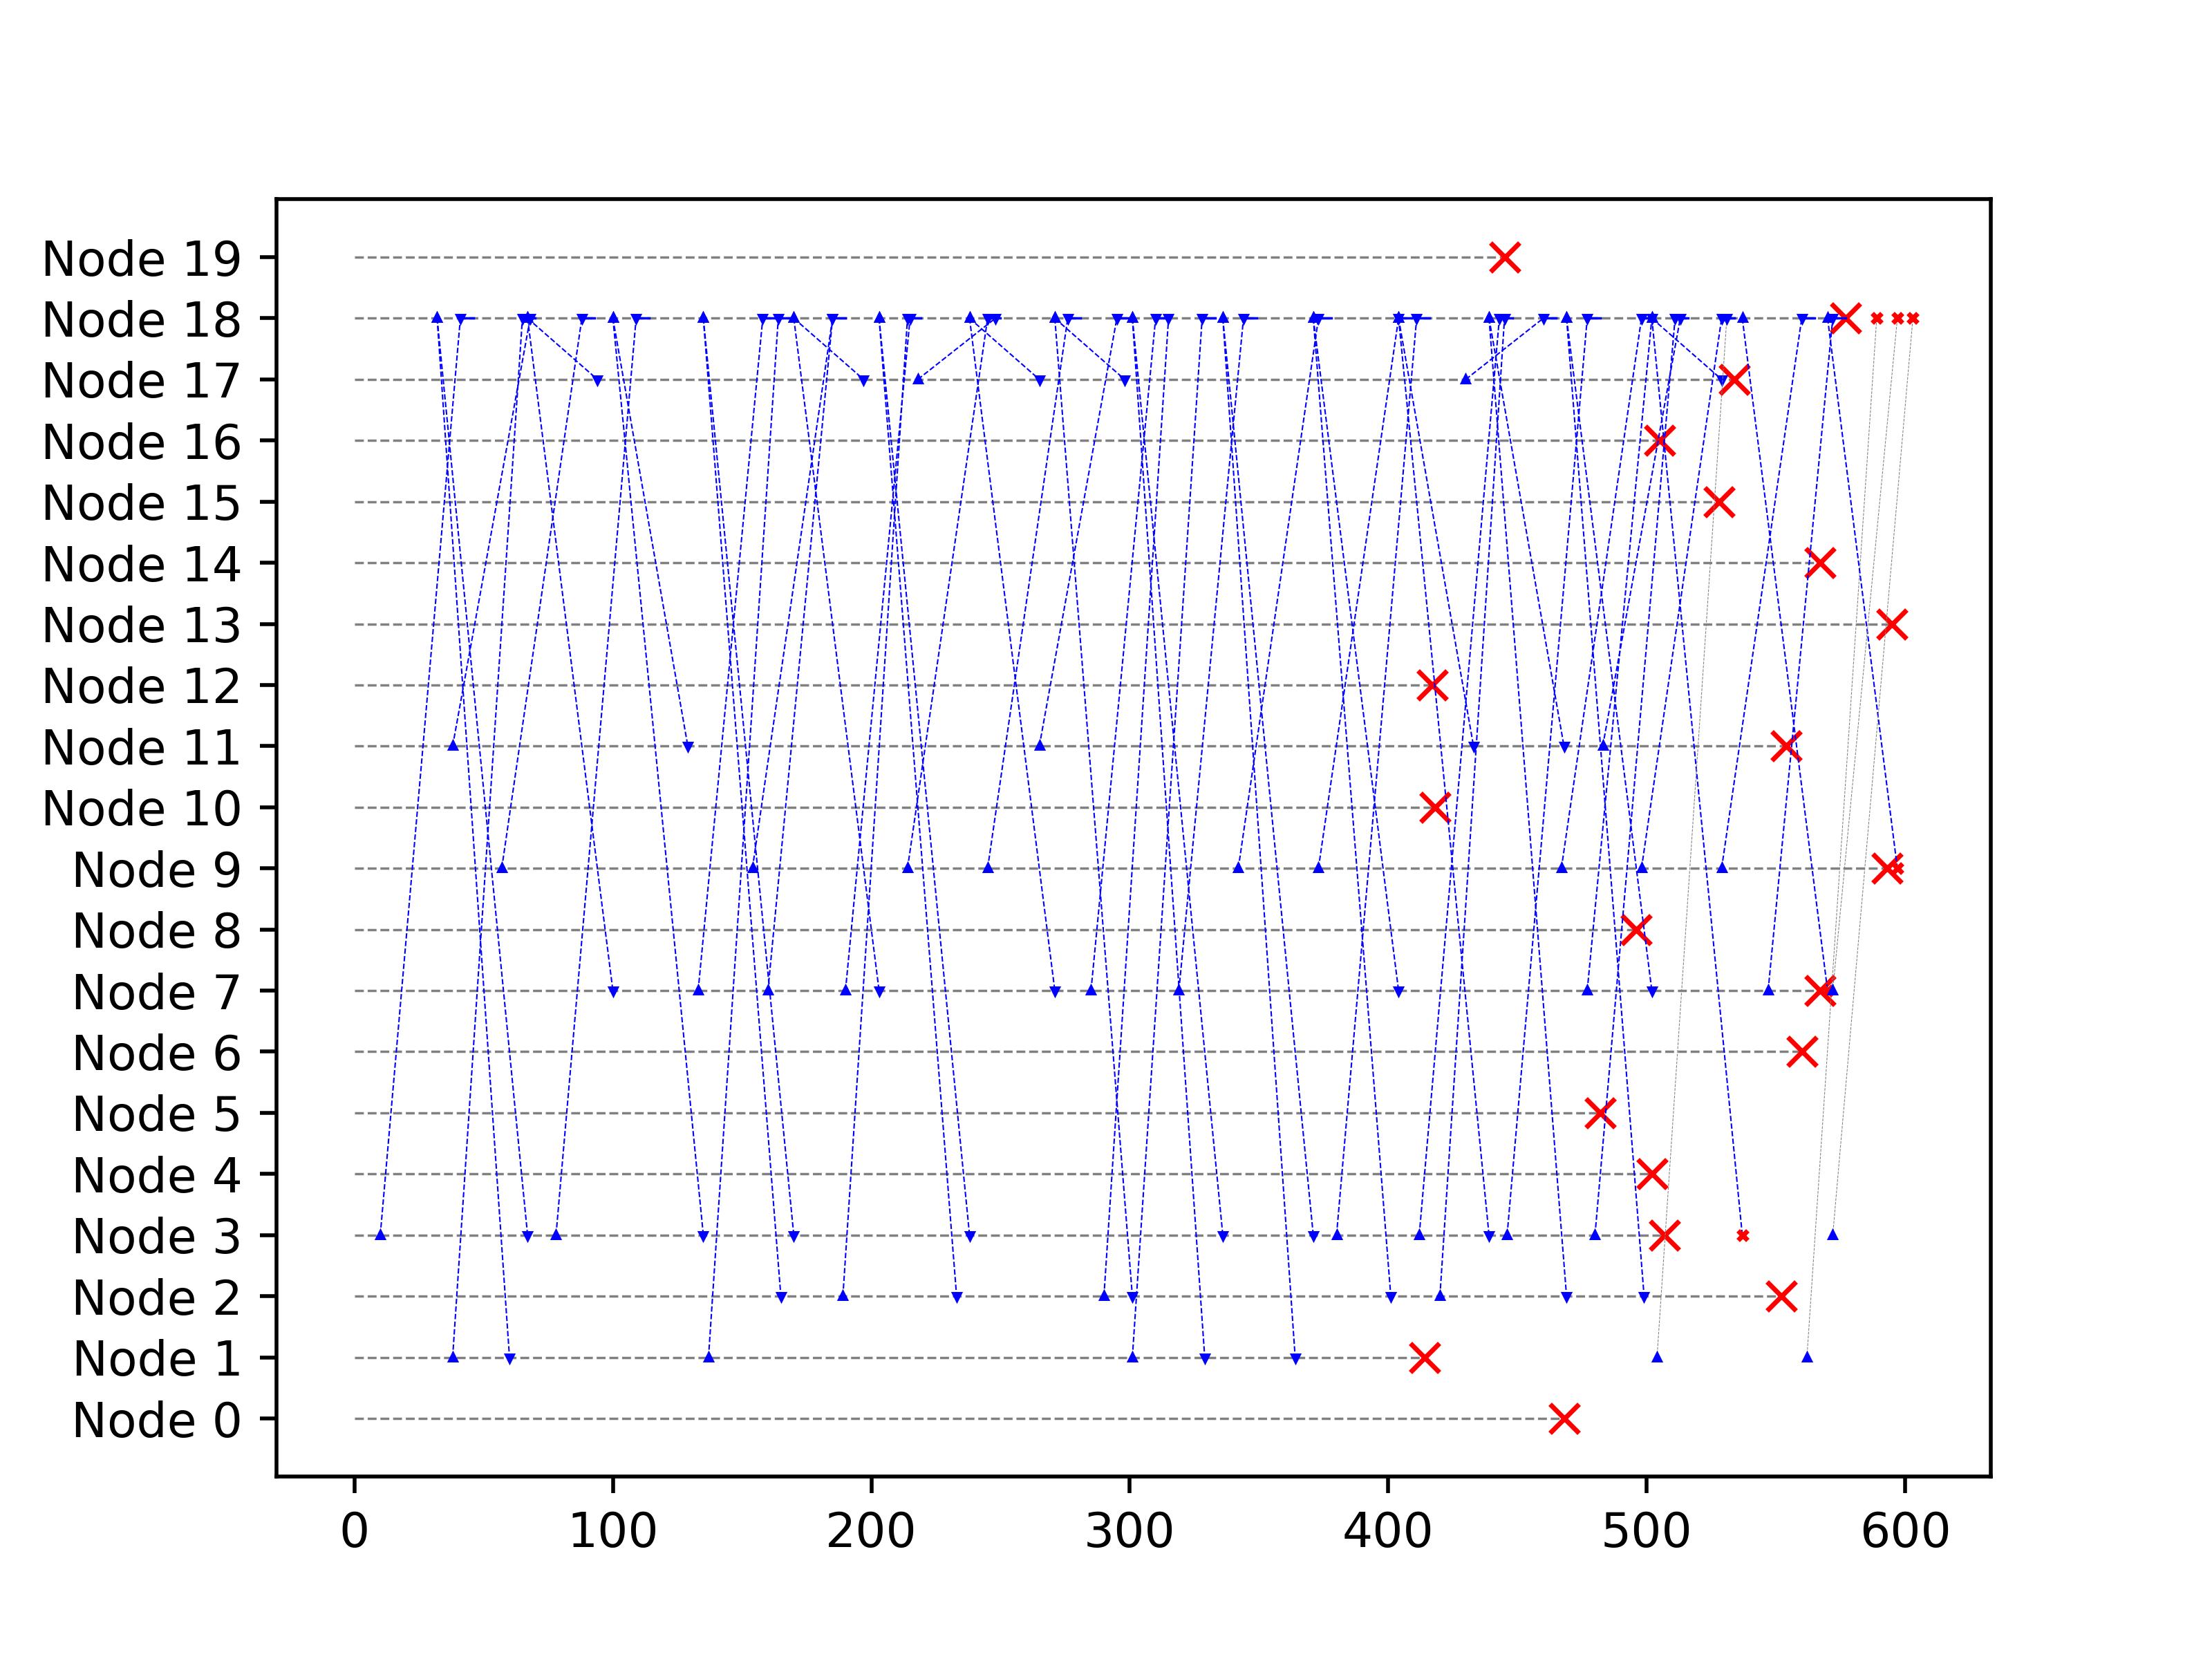 Node 19
Node 18
Node 17
Node 16
Node 15
Node 14
Node 13
Node 12
Node 11
Node 10
Node 9
Node 8
Node 7
Node 6
Node 5
Node 4
Node 3
Node 2
Node 1
Node 0
0 100 200 300 400 500 600